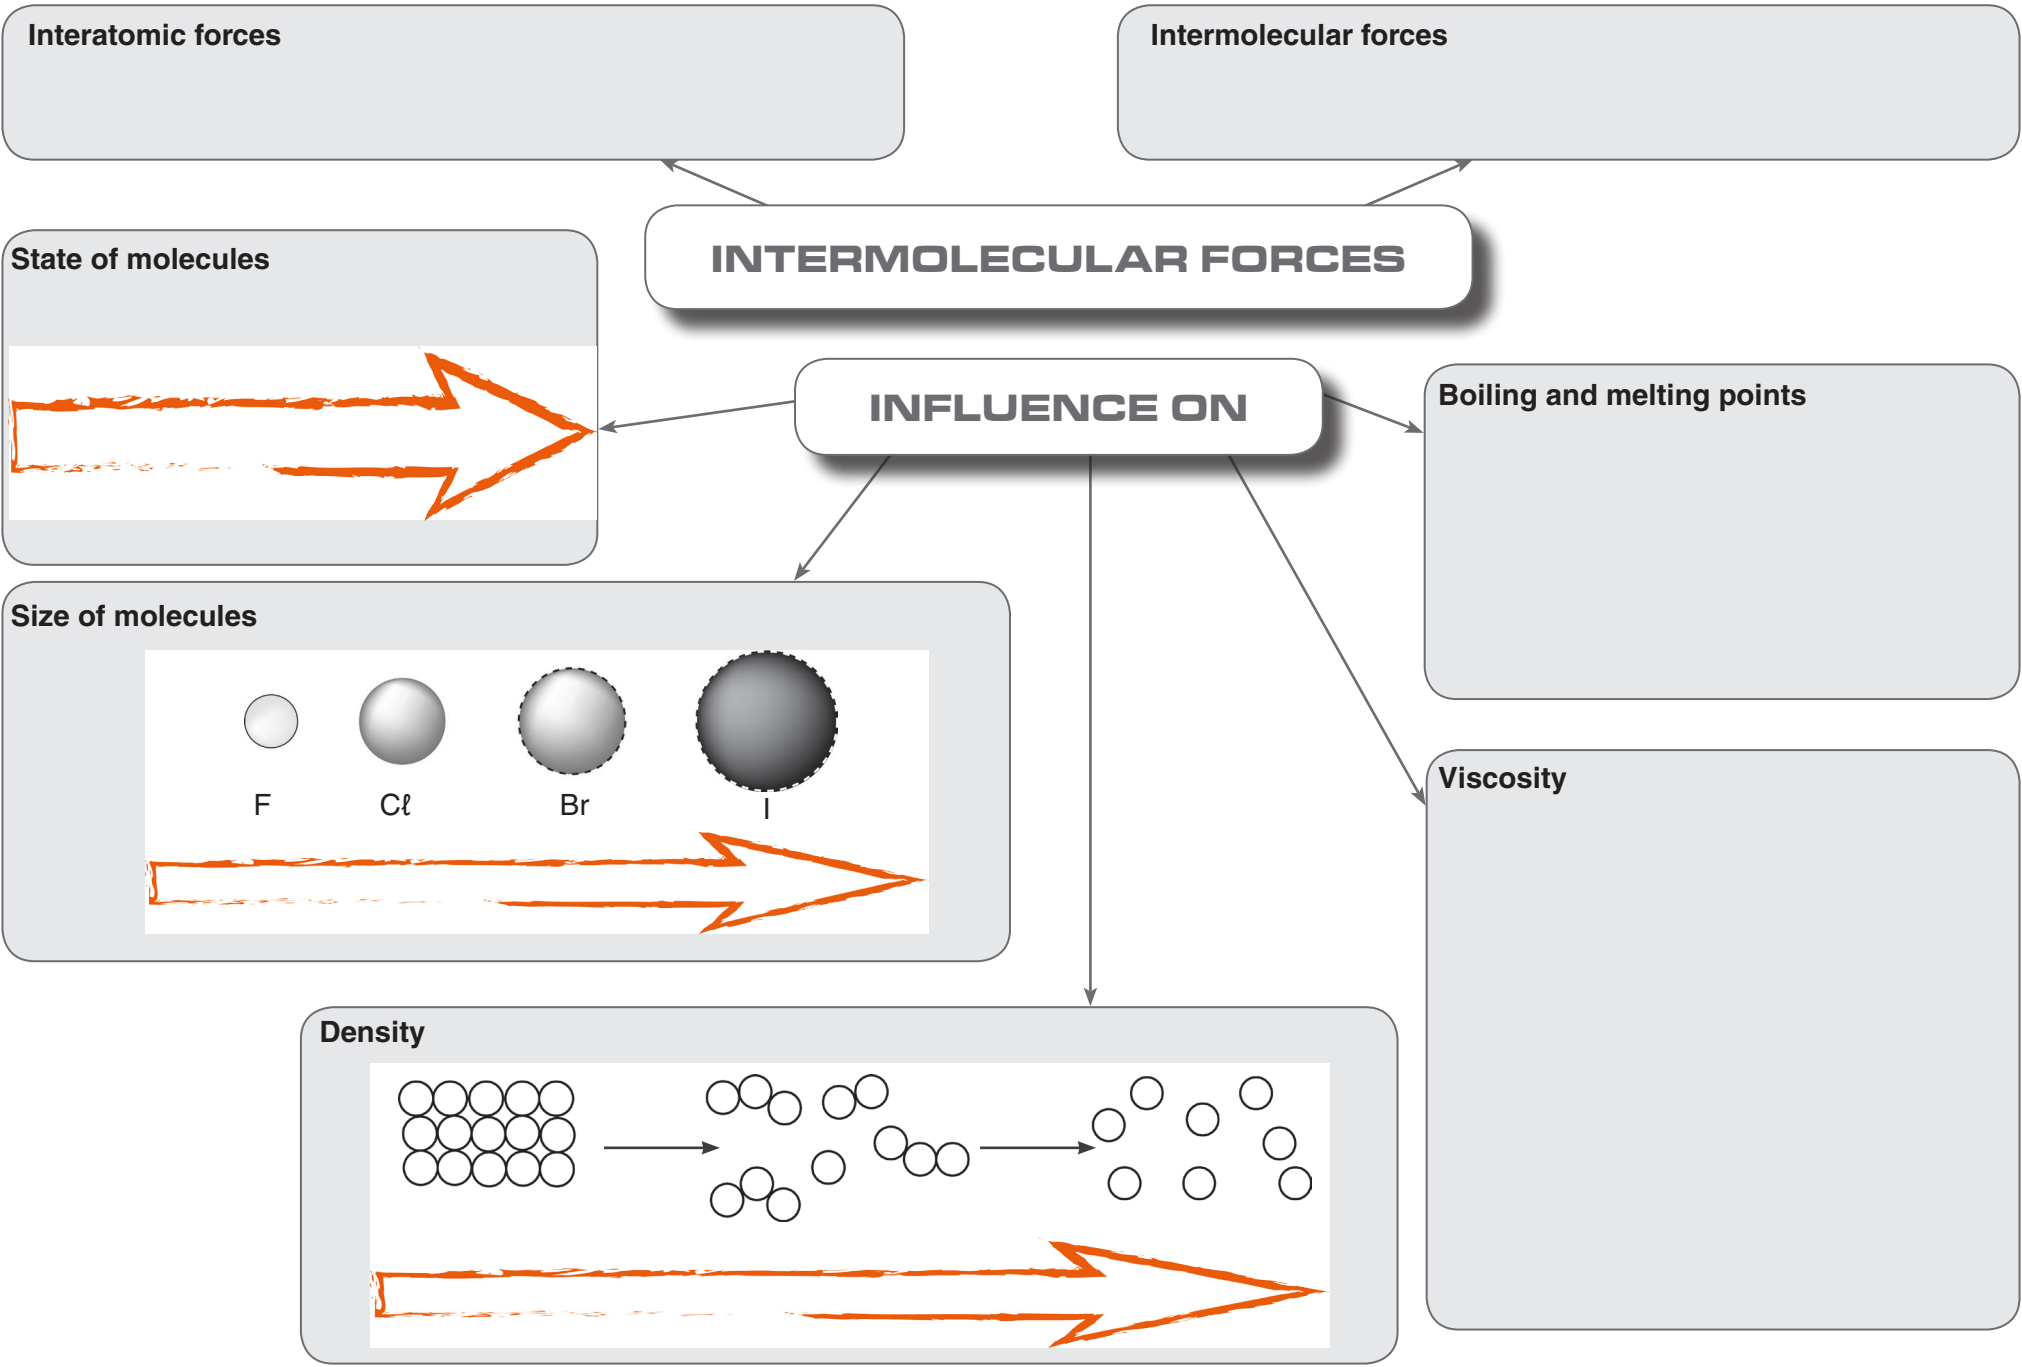 Interatomic forces
Intermolecular forces
INTERMOLECULAR FORCES
State of molecules
INFLUENCE ON
Boiling and melting points
Size of molecules
F Cℓ Br I
Viscosity
Density